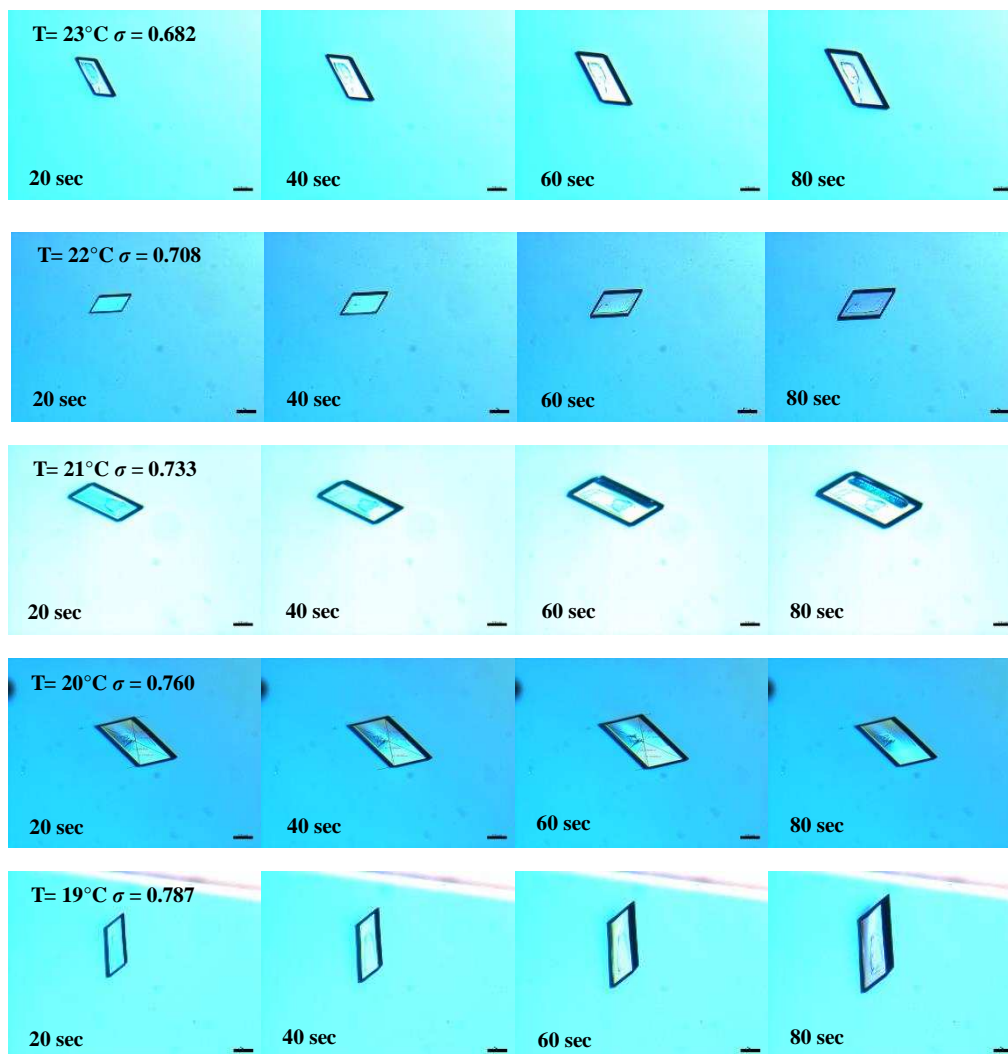 T= 23°C σ = 0.682
20 sec
40 sec
60 sec
80 sec
T= 22°C σ = 0.708
20 sec
40 sec
60 sec
80 sec
T= 21°C σ = 0.733
20 sec
40 sec
60 sec
80 sec
T= 20°C σ = 0.760
20 sec
40 sec
60 sec
80 sec
T= 19°C σ = 0.787
20 sec
40 sec
60 sec
80 sec